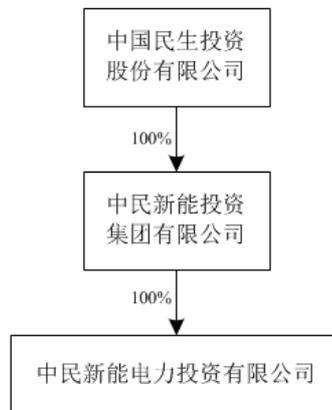 中国民生投资
股份有限公司
100%
中民新能投资
集团有限公司
100%
中民新能电力投资有限公司